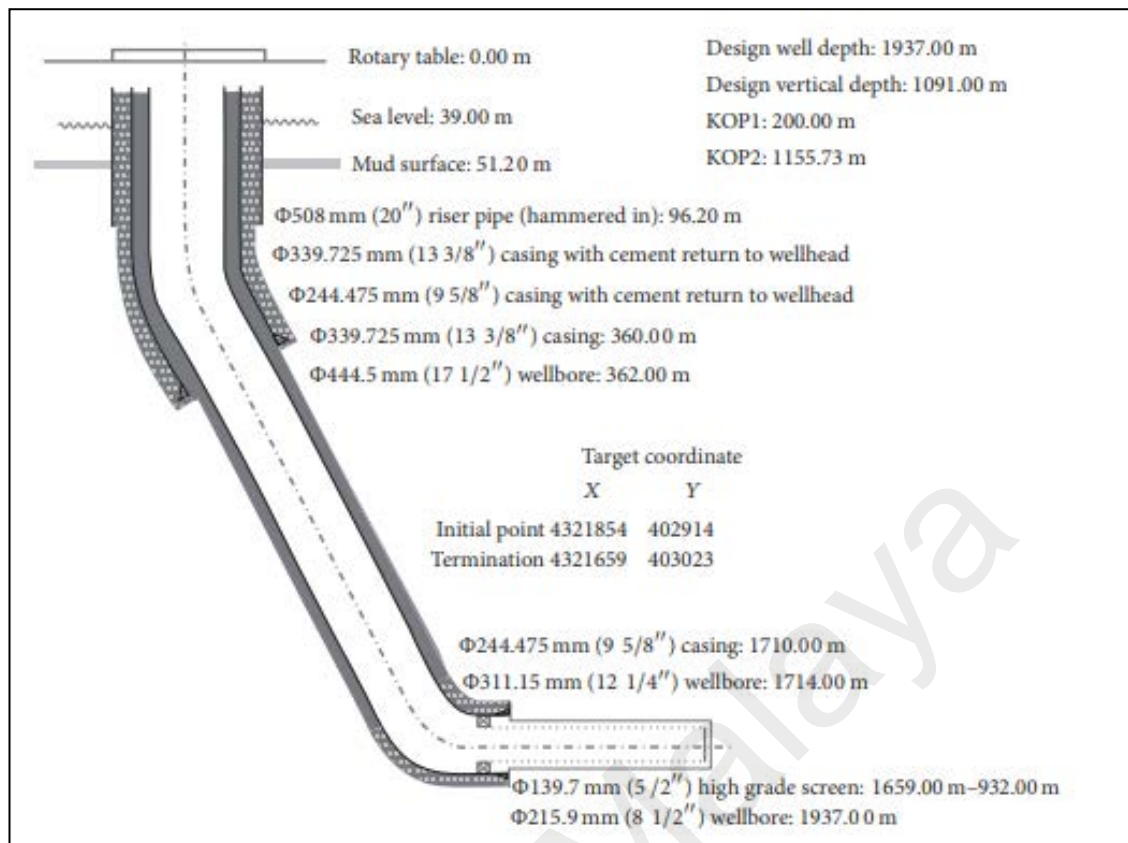 Rotary table: 0.00 m
Sea level: 39.00 m
Mud surface: 51.20 m
Design well depth: 1937.00 m
Design vertical depth: 1091.00 m
KOP1: 200.00 m
KOP2: 1155.73 m
Φ508 mm (20″) riser pipe (hammered in): 96.20 m
Φ339.725 mm (13 3/8″) casing with cement return to wellhead
Φ244.475 mm (9 5/8″) casing with cement return to wellhead
Φ339.725 mm (13 3/8″) casing: 360.00 m
Φ444.5 mm (17 1/2″) wellbore: 362.00 m
Target coordinate
X Y
Initial point 4321854 402914
Termination 4321659 403023
Φ244.475 mm (9 5/8″) casing: 1710.00 m
Φ311.15 mm (12 1/4″) wellbore: 1714.00 m
Φ139.7 mm (5 /2″) high grade screen: 1659.00 m–932.00 m
Φ215.9 mm (8 1/2″) wellbore: 1937.00 m
Malaya